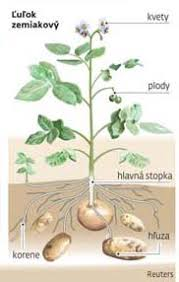 Ľuľok
zemiakový
kvety
plody
hlavná stopka
hľuza
korene
Reuters